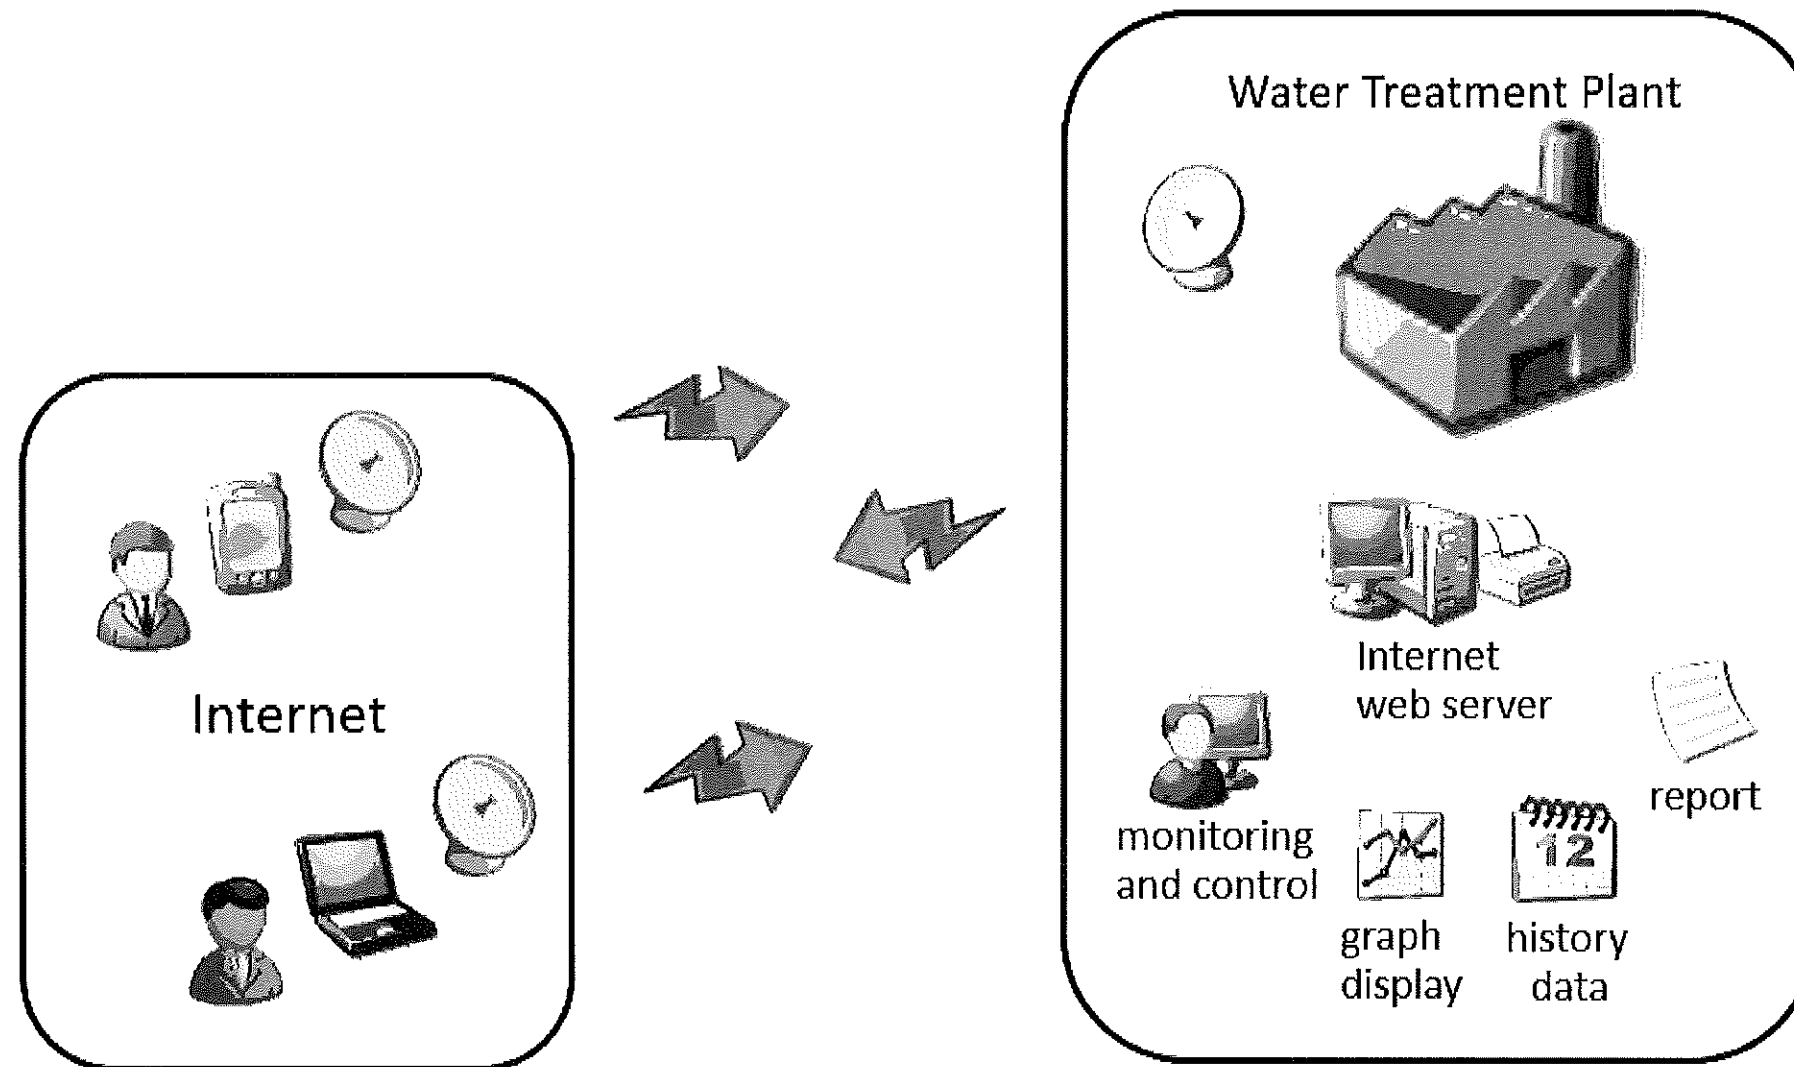 Water Treatment Plant
Internet
web server
Internet
report
monitoring
and control
12
graph
display
history
data